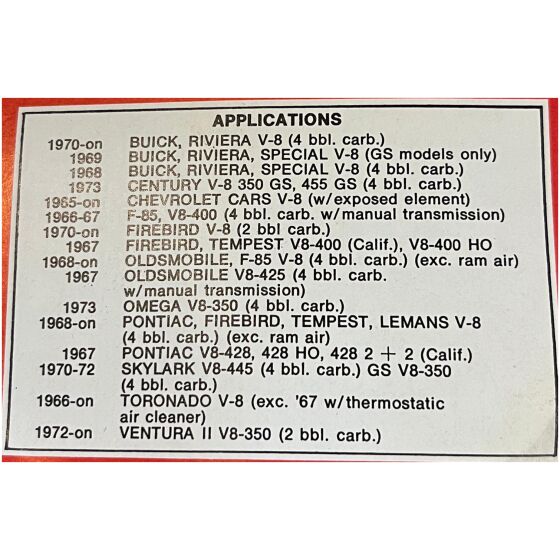 APPLICATIONS
1970-on BUICK, RIVIERA V-8 (4 bbl. carb.)
1969 BUICK, RIVIERA, SPECIAL V-8 (GS models only)
1968 BUICK, RIVIERA, SPECIAL V-8 (4 bbl. carb.)
1973 CENTURY V-8 350 GS, 455 GS (4 bbl. carb.)
1965-on CHEVROLET CARS V-8 (w/exposed element)
1966-67 F-85, V8-400 (4 bbl. carb. w/manual transmission)
1970-on FIREBIRD V-8 (2 bbl. carb.)
1967 FIREBIRD, TEMPEST V8-400 (Calif.), V8-400 HO
1968-on OLDSMOBILE, F-85 V-8 (4 bbl. carb.) (exc. ram air)
1967 OLDSMOBILE V8-425 (4 bbl. carb.
w/manual transmission)
1973 OMEGA V8-350 (4 bbl. carb.)
1968-on PONTIAC, FIREBIRD, TEMPEST, LEMANS V-8
(4 bbl. carb.) (exc. ram air)
1967 PONTIAC V8-428, 428 HO, 428 2 + 2 (Calif.)
1970-72 SKYLARK V8-445 (4 bbl. carb.) GS V8-350
(4 bbl. carb.)
1966-on TORONADO V-8 (exc. '67 w/thermostatic
air cleaner)
1972-on VENTURA II V8-350 (2 bbl. carb.)